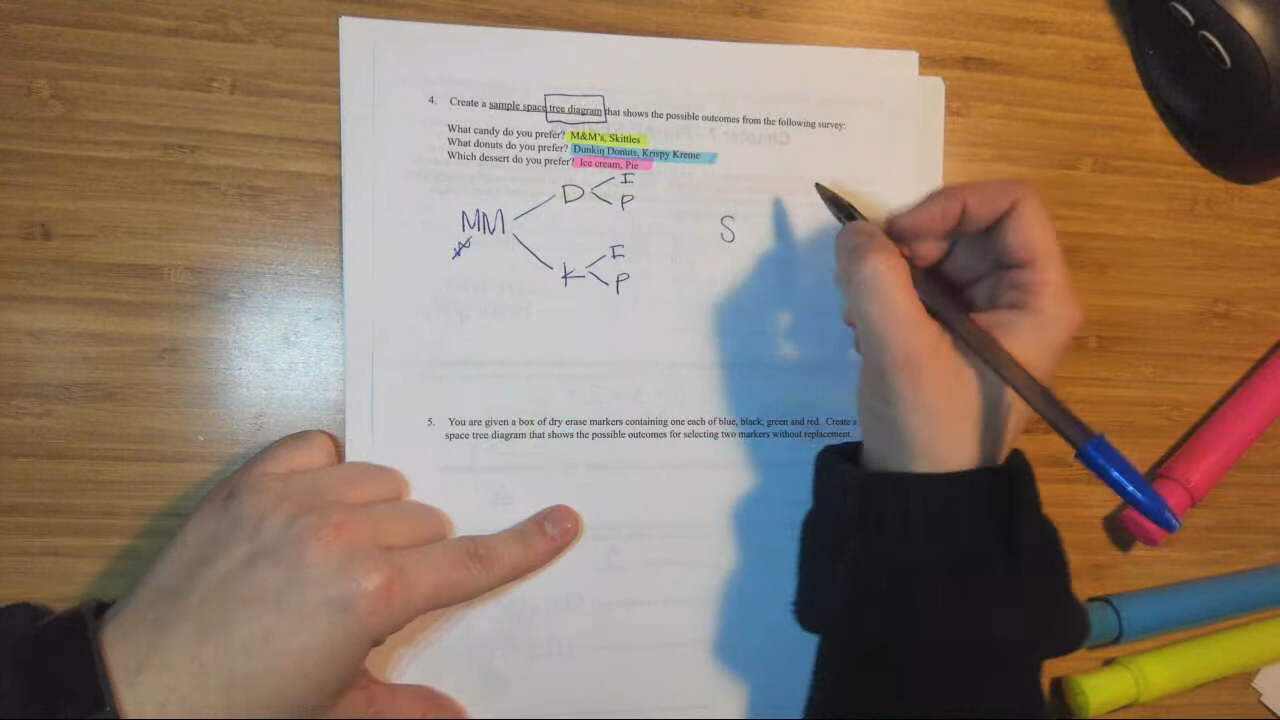 4. Create a sample space tree diagram that shows the possible outcomes from the following survey:
What candy do you prefer? M&M's, Skittles
What donuts do you prefer? Dunkin Donuts, Krispy Kreme
Which dessert do you prefer? Ice cream, Pie
I
D
P
MM
S
I
K
P
5. You are given a box of dry erase markers containing one each of blue, black, green and red. Create a
space tree diagram that shows the possible outcomes for selecting two markers without replacement.